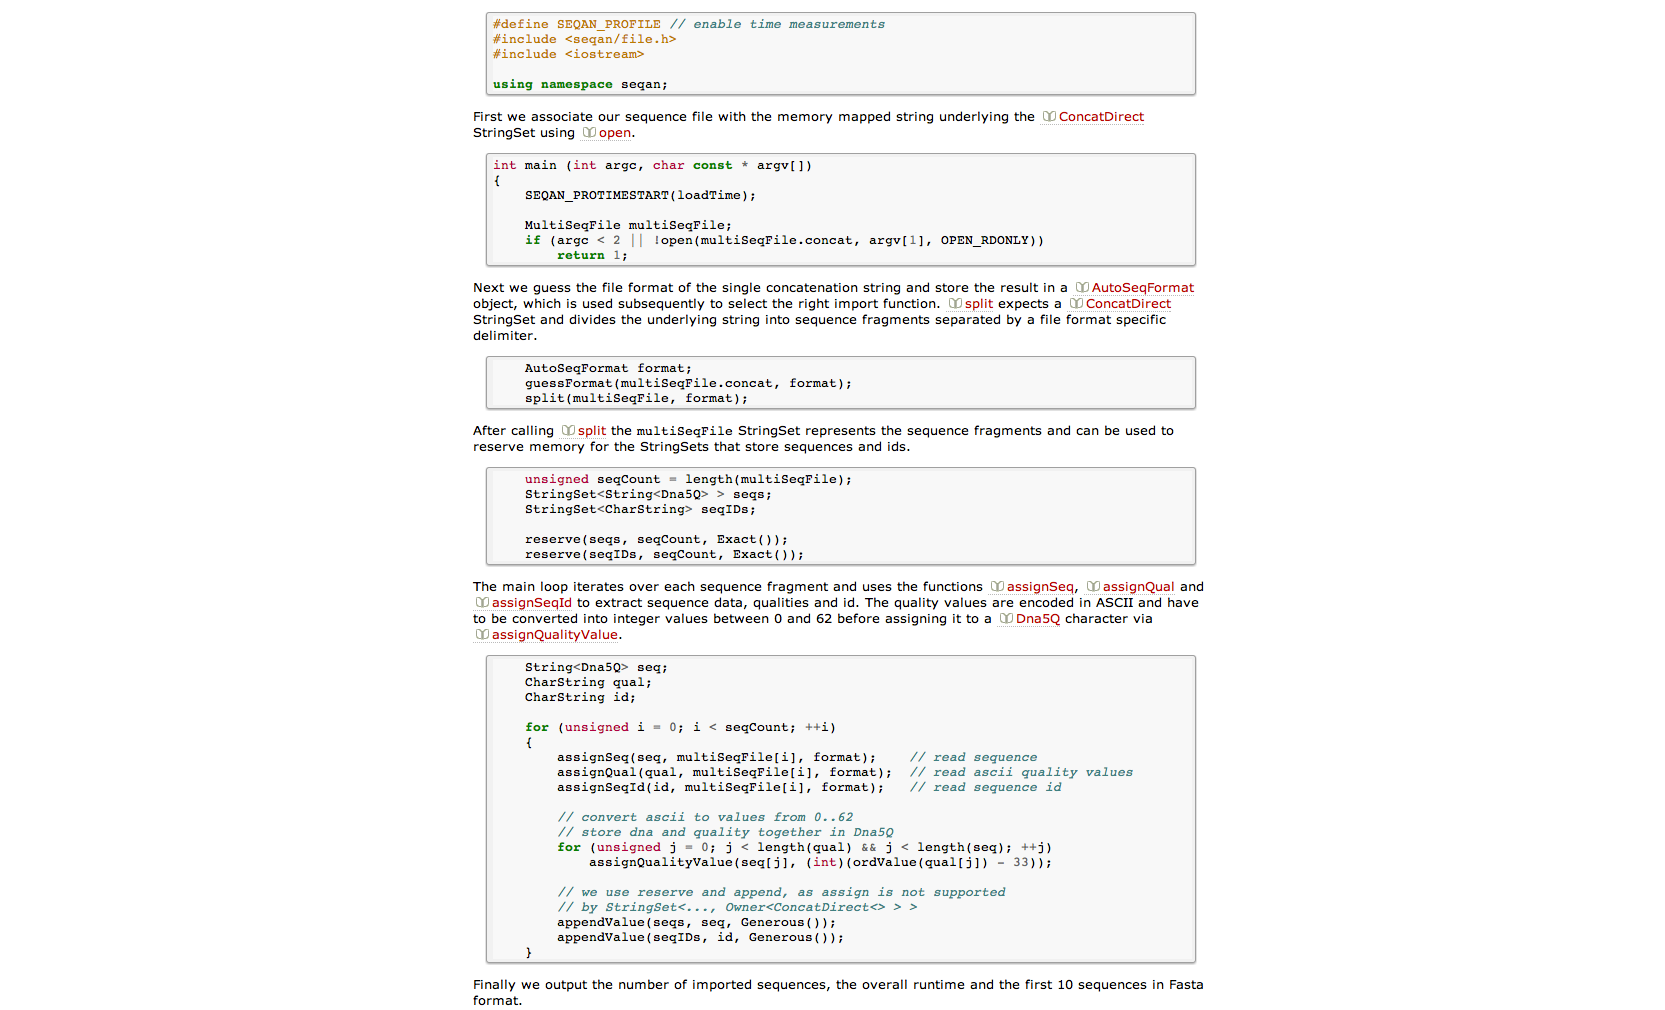 #define SEQAN_PROFILE // enable time measurements
#include <seqan/file.h>
#include <iostream>
using namespace seqan;
First we associate our sequence file with the memory mapped string underlying the ConcatDirect
StringSet using open.
int main (int argc, char const * argv[])
{
    SEQAN_PROTIMESTART(loadTime);
    MultiSeqFile multiSeqFile;
    if (argc < 2 || !open(multiSeqFile.concat, argv[1], OPEN_RDONLY))
        return 1;
Next we guess the file format of the single concatenation string and store the result in a AutoSeqFormat
object, which is used subsequently to select the right import function. split expects a ConcatDirect
StringSet and divides the underlying string into sequence fragments separated by a file format specific
delimiter.
    AutoSeqFormat format;
    guessFormat(multiSeqFile.concat, format);
    split(multiSeqFile, format);
After calling split the multiSeqFile StringSet represents the sequence fragments and can be used to
reserve memory for the StringSets that store sequences and ids.
    unsigned seqCount = length(multiSeqFile);
    StringSet<String<Dna5Q> > seqs;
    StringSet<CharString> seqIDs;
    reserve(seqs, seqCount, Exact());
    reserve(seqIDs, seqCount, Exact());
The main loop iterates over each sequence fragment and uses the functions assignSeq, assignQual and
assignSeqId to extract sequence data, qualities and id. The quality values are encoded in ASCII and have
to be converted into integer values between 0 and 62 before assigning it to a Dna5Q character via
assignQualityValue.
    String<Dna5Q> seq;
    CharString qual;
    CharString id;
    for (unsigned i = 0; i < seqCount; ++i)
    {
        assignSeq(seq, multiSeqFile[i], format);    // read sequence
        assignQual(qual, multiSeqFile[i], format);  // read ascii quality values
        assignSeqId(id, multiSeqFile[i], format);   // read sequence id
        // convert ascii to values from 0..62
        // store dna and quality together in Dna5Q
        for (unsigned j = 0; j < length(qual) && j < length(seq); ++j)
            assignQualityValue(seq[j], (int)(ordValue(qual[j]) - 33));
        // we use reserve and append, as assign is not supported
        // by StringSet<..., Owner<ConcatDirect<> > >
        appendValue(seqs, seq, Generous());
        appendValue(seqIDs, id, Generous());
    }
Finally we output the number of imported sequences, the overall runtime and the first 10 sequences in Fasta
format.